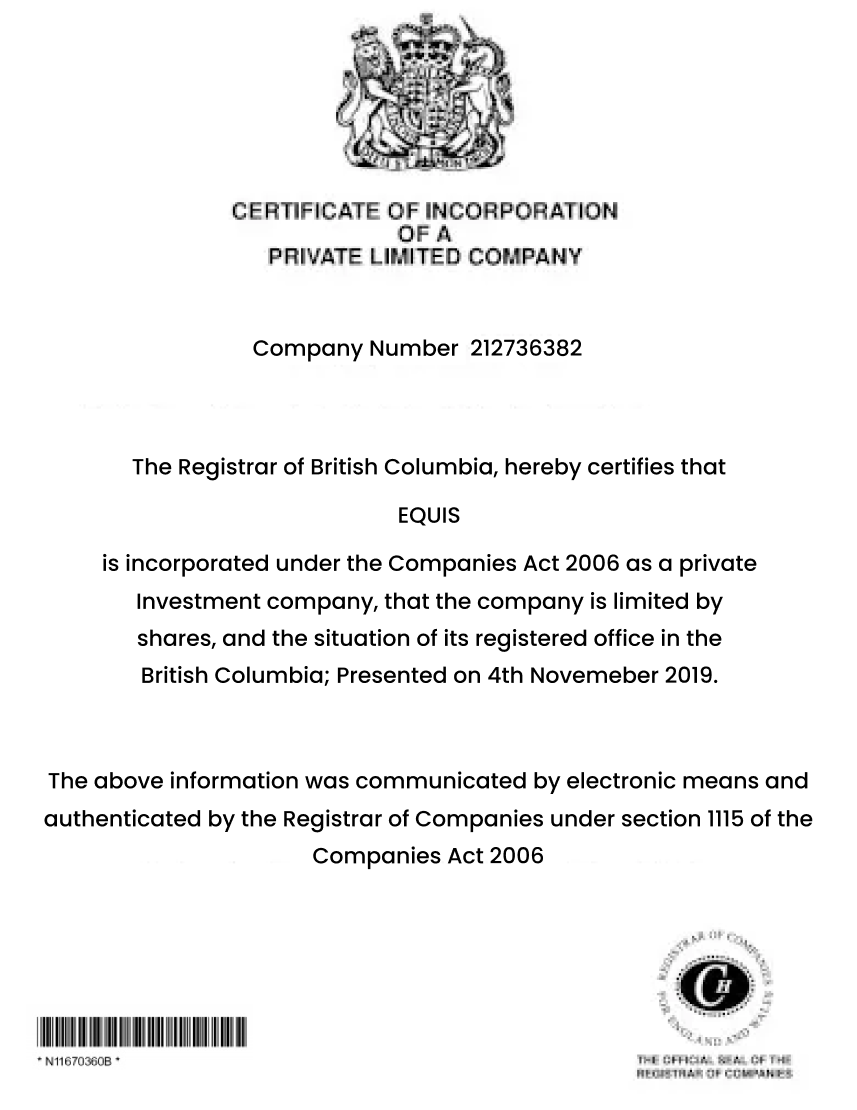 DIEU ET MON DROIT
CERTIFICATE OF INCORPORATION
OF A
PRIVATE LIMITED COMPANY
Company Number 212736382
The Registrar of British Columbia, hereby certifies that
EQUIS
is incorporated under the Companies Act 2006 as a private
Investment company, that the company is limited by
shares, and the situation of its registered office in the
British Columbia; Presented on 4th Novemeber 2019.
The above information was communicated by electronic means and
authenticated by the Registrar of Companies under section 1115 of the
Companies Act 2006
REGISTRAR OF COMPANIES
FOR ENGLAND AND WALES
CH
* N11670360B *
THE OFFICIAL SEAL OF THE
REGISTRAR OF COMPANIES